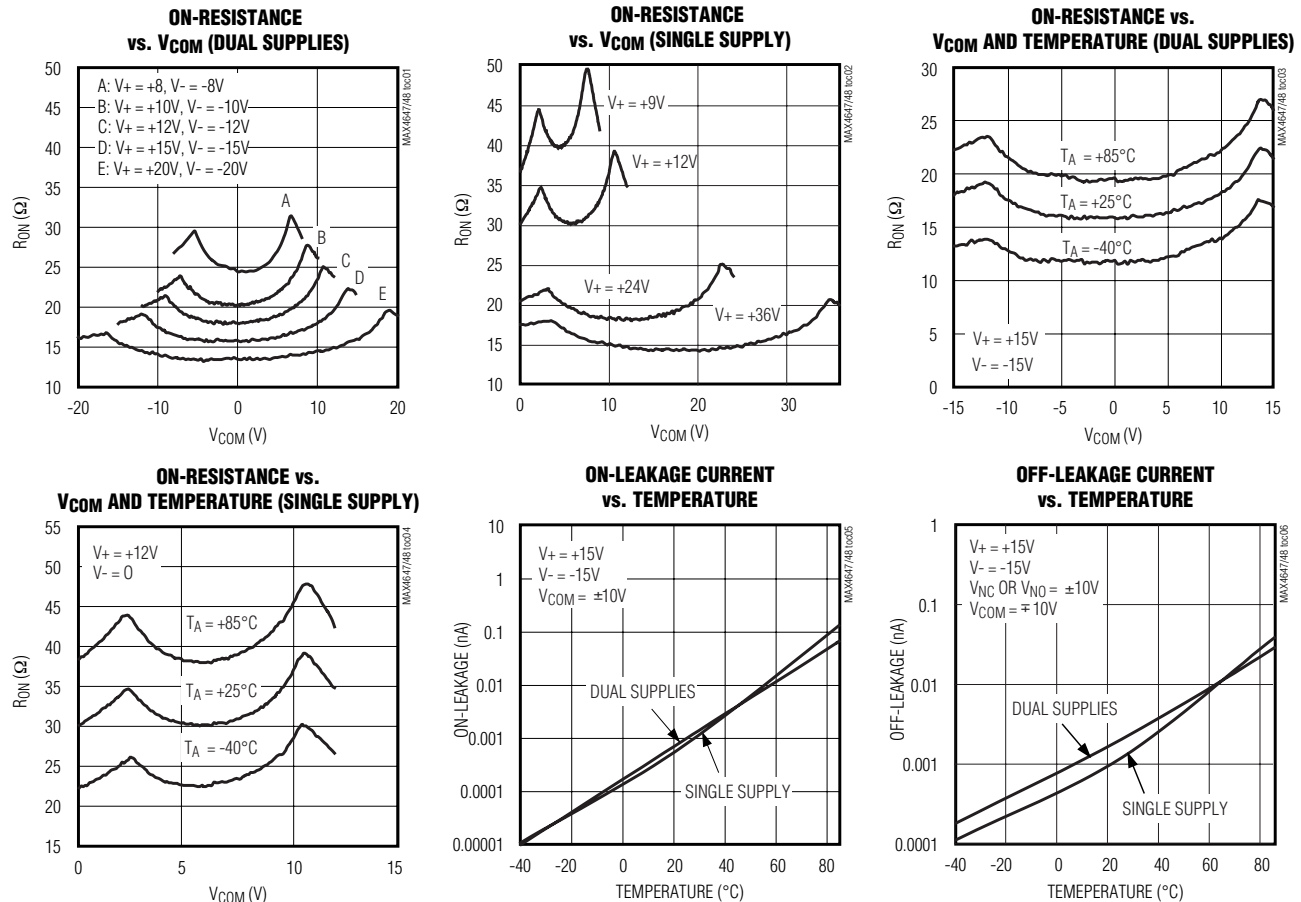 ON-RESISTANCE
vs. VCOM (DUAL SUPPLIES)
MAX4647/48 toc01
50
45
40
35
30
25
20
15
10
RON (Ω)
A: V+ = +8, V- = -8V
B: V+ = +10V, V- = -10V
C: V+ = +12V, V- = -12V
D: V+ = +15V, V- = -15V
E: V+ = +20V, V- = -20V
A
B
C
D
E
-20 -10 0 10 20
VCOM (V)
ON-RESISTANCE
vs. VCOM (SINGLE SUPPLY)
MAX4647/48 toc02
50
45
40
35
30
25
20
15
10
RON (Ω)
V+ = +9V
V+ = +12V
V+ = +24V
V+ = +36V
0 10 20 30
VCOM (V)
ON-RESISTANCE vs.
VCOM AND TEMPERATURE (DUAL SUPPLIES)
MAX4647/48 toc03
30
25
20
15
10
5
0
RON (Ω)
TA = +85°C
TA = +25°C
TA = -40°C
V+ = +15V
V- = -15V
-15 -10 -5 0 5 10 15
VCOM (V)
ON-RESISTANCE vs.
VCOM AND TEMPERATURE (SINGLE SUPPLY)
MAX4647/48 toc04
55
50
45
40
35
30
25
20
15
RON (Ω)
V+ = +12V
V- = 0
TA = +85°C
TA = +25°C
TA = -40°C
0 5 10 15
VCOM (V)
ON-LEAKAGE CURRENT
vs. TEMPERATURE
MAX4647/48 toc05
10
1
0.1
0.01
0.001
0.0001
0.00001
ON-LEAKAGE (nA)
V+ = +15V
V- = -15V
VCOM = ±10V
DUAL SUPPLIES
SINGLE SUPPLY
-40 -20 0 20 40 60 80
TEMPERATURE (°C)
OFF-LEAKAGE CURRENT
vs. TEMPERATURE
MAX4647/48 toc06
1
0.1
0.01
0.001
0.0001
OFF-LEAKAGE (nA)
V+ = +15V
V- = -15V
VNC OR VNO = ±10V
VCOM = ∓10V
DUAL SUPPLIES
SINGLE SUPPLY
-40 -20 0 20 40 60 80
TEMEPERATURE (°C)